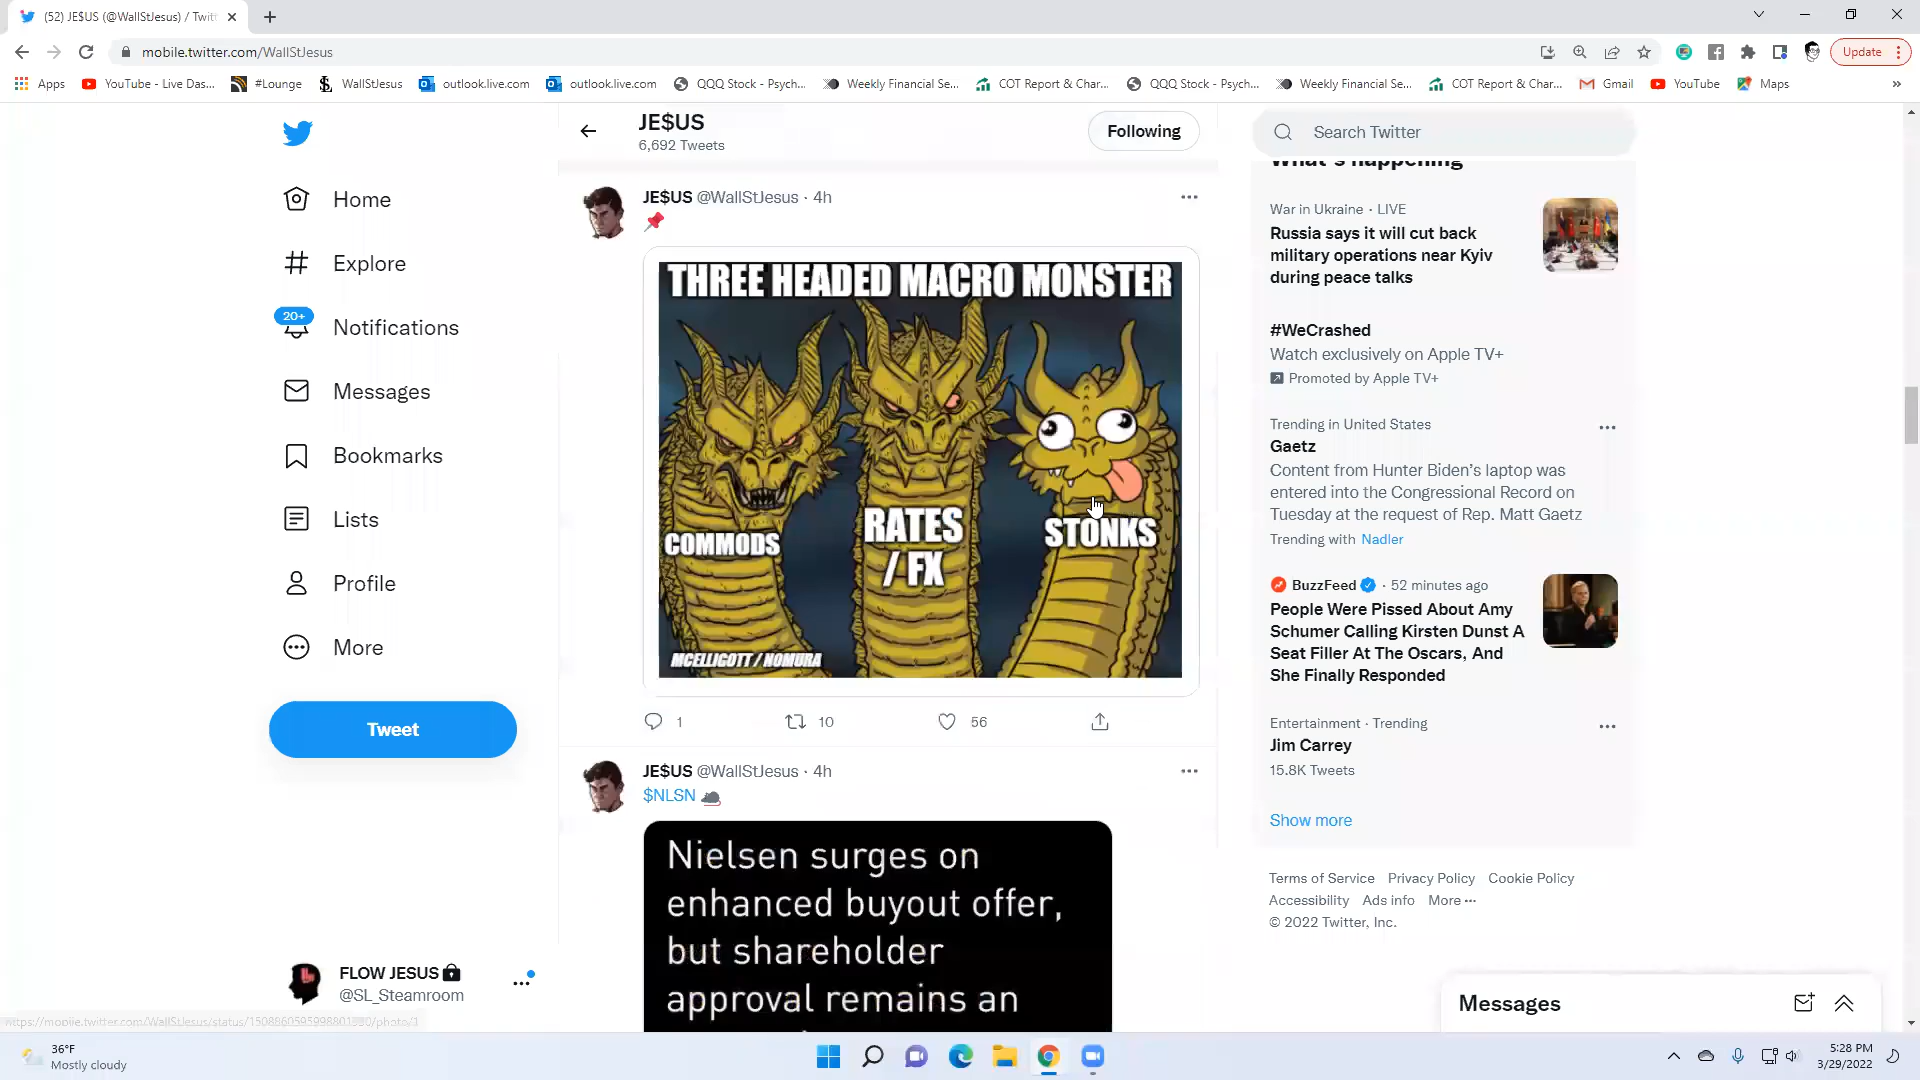 (52) JE$US (@WallStJesus) / Twitt
mobile.twitter.com/WallStJesus
Update
Apps
YouTube - Live Das...
#Lounge
WallStJesus
outlook.live.com
outlook.live.com
QQQ Stock - Psych...
Weekly Financial Se...
COT Report & Char...
QQQ Stock - Psych...
Weekly Financial Se...
COT Report & Char...
Gmail
YouTube
Maps
»
Home
Explore
20+
Notifications
Messages
Bookmarks
Lists
Profile
More
Tweet
FLOW JESUS
@SL_Steamroom
JE$US
6,692 Tweets
Following
JE$US @WallStJesus · 4h
THREE HEADED MACRO MONSTER
COMMODS
RATES
/ FX
STONKS
MCELLIGOTT / NOMURA
1
10
56
JE$US @WallStJesus · 4h
$NLSN
Nielsen surges on
enhanced buyout offer,
but shareholder
approval remains an
Search Twitter
What's happening
War in Ukraine · LIVE
Russia says it will cut back
military operations near Kyiv
during peace talks
#WeCrashed
Watch exclusively on Apple TV+
Promoted by Apple TV+
Trending in United States
Gaetz
Content from Hunter Biden's laptop was
entered into the Congressional Record on
Tuesday at the request of Rep. Matt Gaetz
Trending with Nadler
BuzzFeed · 52 minutes ago
People Were Pissed About Amy
Schumer Calling Kirsten Dunst A
Seat Filler At The Oscars, And
She Finally Responded
Entertainment · Trending
Jim Carrey
15.8K Tweets
Show more
Terms of Service Privacy Policy Cookie Policy
Accessibility Ads info More ···
© 2022 Twitter, Inc.
Messages
36°F
Mostly cloudy
5:28 PM
3/29/2022